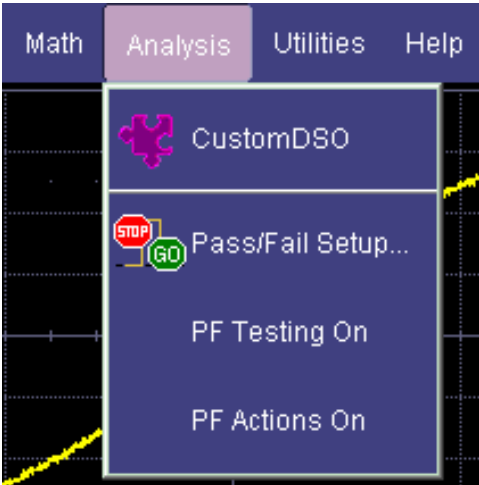 Math Analysis Utilities Help
CustomDSO
STOP
GO
Pass/Fail Setup...
PF Testing On
PF Actions On